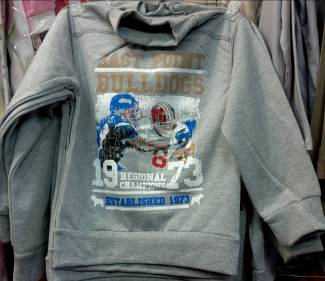 EAST POINT
BULLDOGS
19 73
REGIONAL
CHAMPIONS
ESTABLISHED 1973